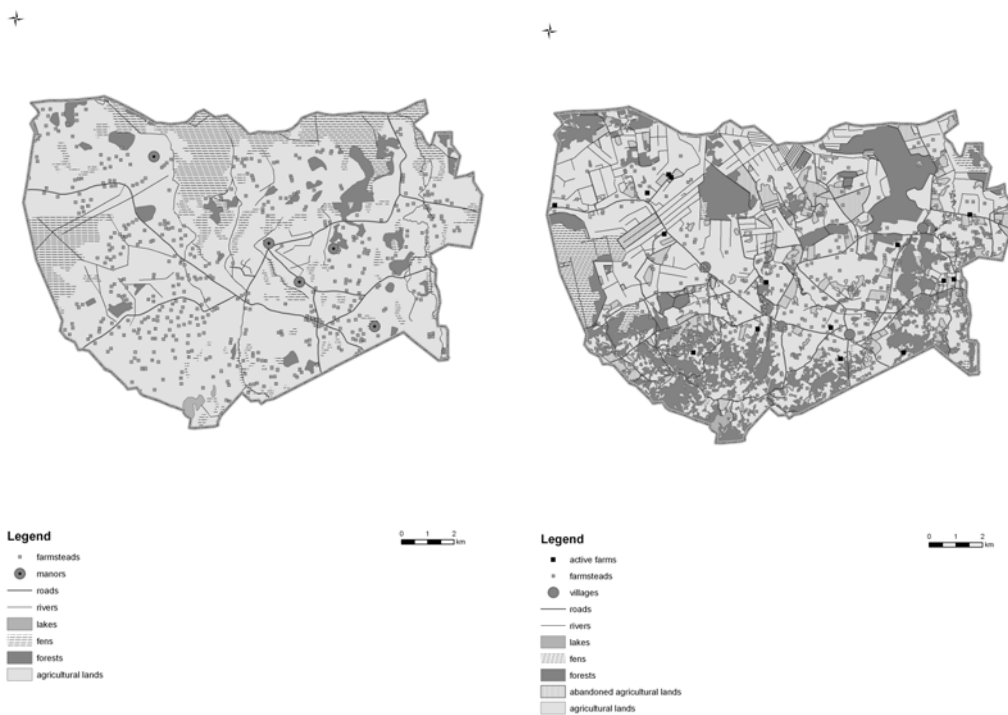 Legend
farmsteads
manors
roads
rivers
lakes
fens
forests
agricultural lands
0 1 2
km
Legend
active farms
farmsteads
villages
roads
rivers
lakes
fens
forests
abandoned agricultural lands
agricultural lands
0 1 2
km